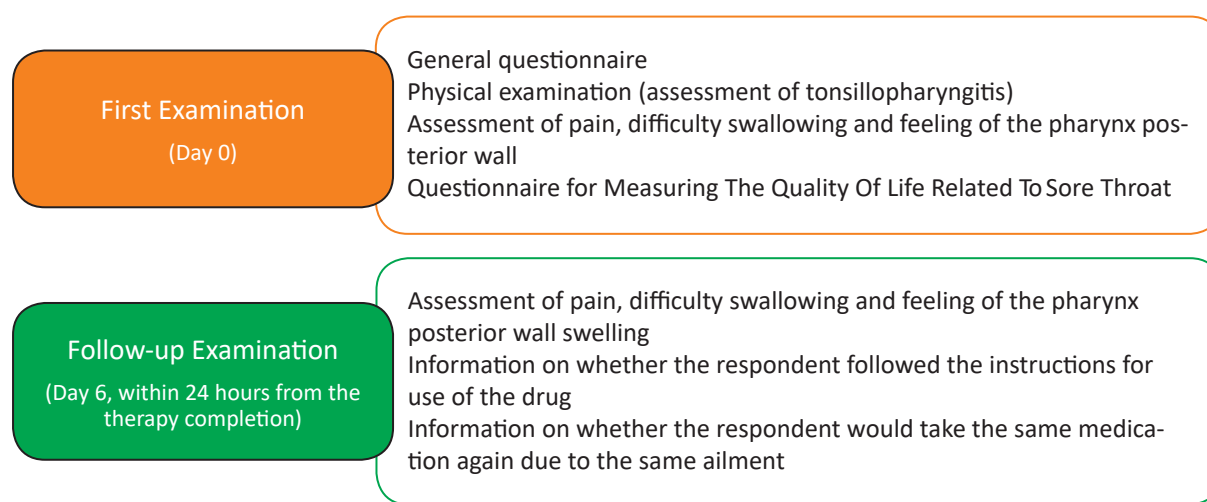 First Examination
(Day 0)
General questionnaire
Physical examination (assessment of tonsillopharyngitis)
Assessment of pain, difficulty swallowing and feeling of the pharynx pos-
terior wall
Questionnaire for Measuring The Quality Of Life Related To Sore Throat
Follow-up Examination
(Day 6, within 24 hours from the
therapy completion)
Assessment of pain, difficulty swallowing and feeling of the pharynx
posterior wall swelling
Information on whether the respondent followed the instructions for
use of the drug
Information on whether the respondent would take the same medica-
tion again due to the same ailment